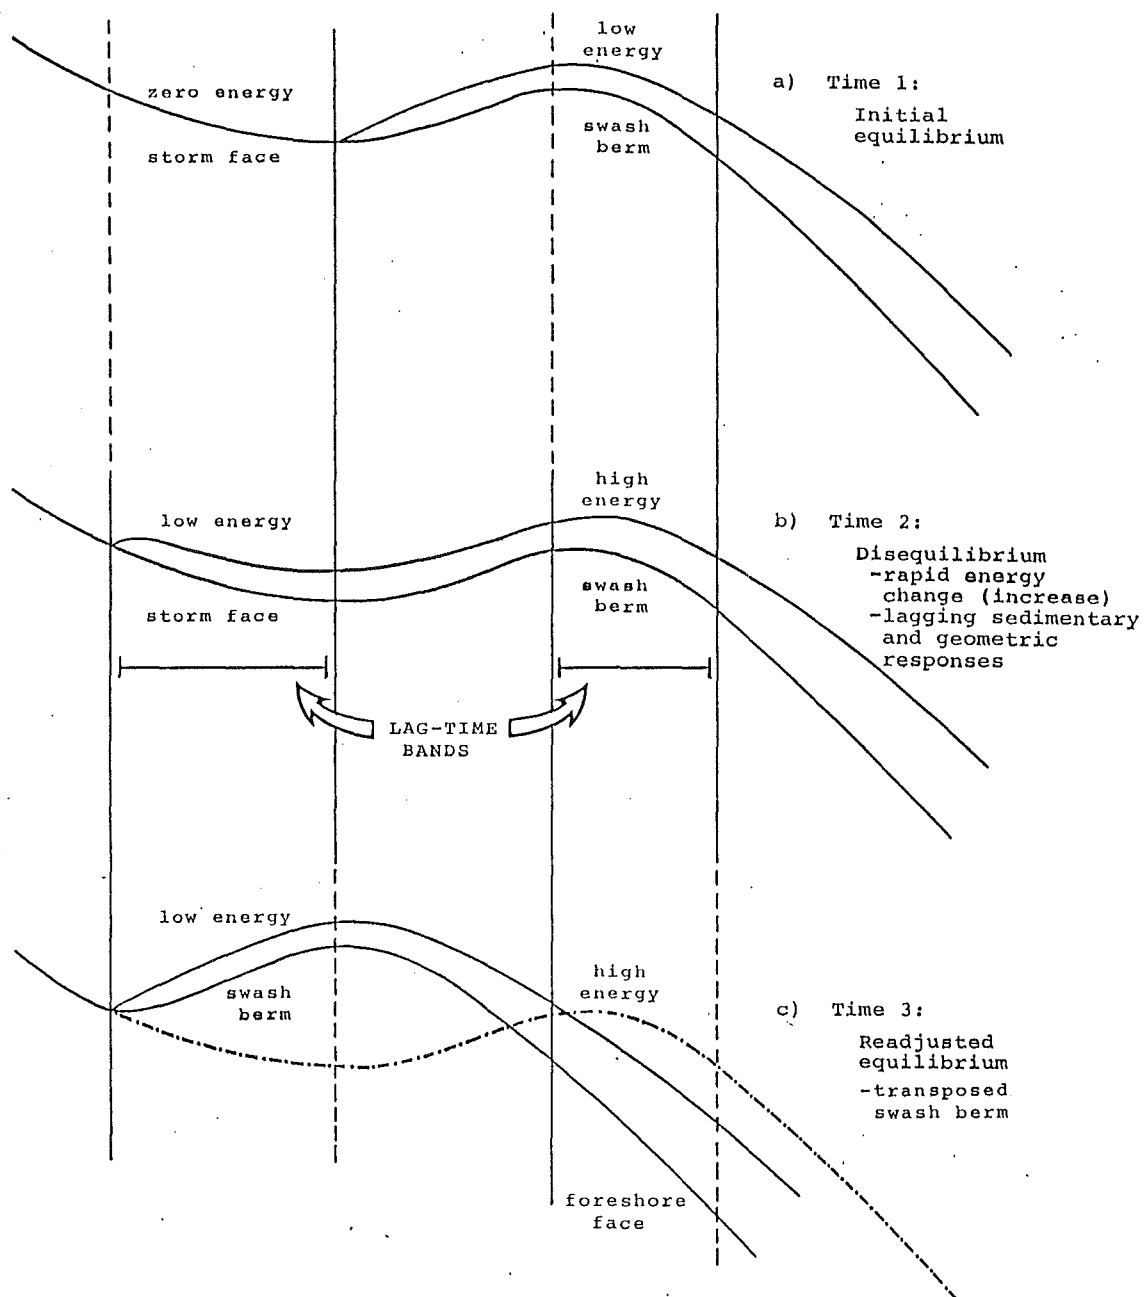 low
energy
zero energy
swash
berm
storm face
a) Time 1:
Initial
equilibrium
high
energy
low energy
swash
berm
storm face
b) Time 2:
Disequilibrium
-rapid energy
change (increase)
-lagging sedimentary
and geometric
responses
LAG-TIME
BANDS
low energy
swash
berm
high
energy
foreshore
face
c) Time 3:
Readjusted
equilibrium
-transposed
swash berm